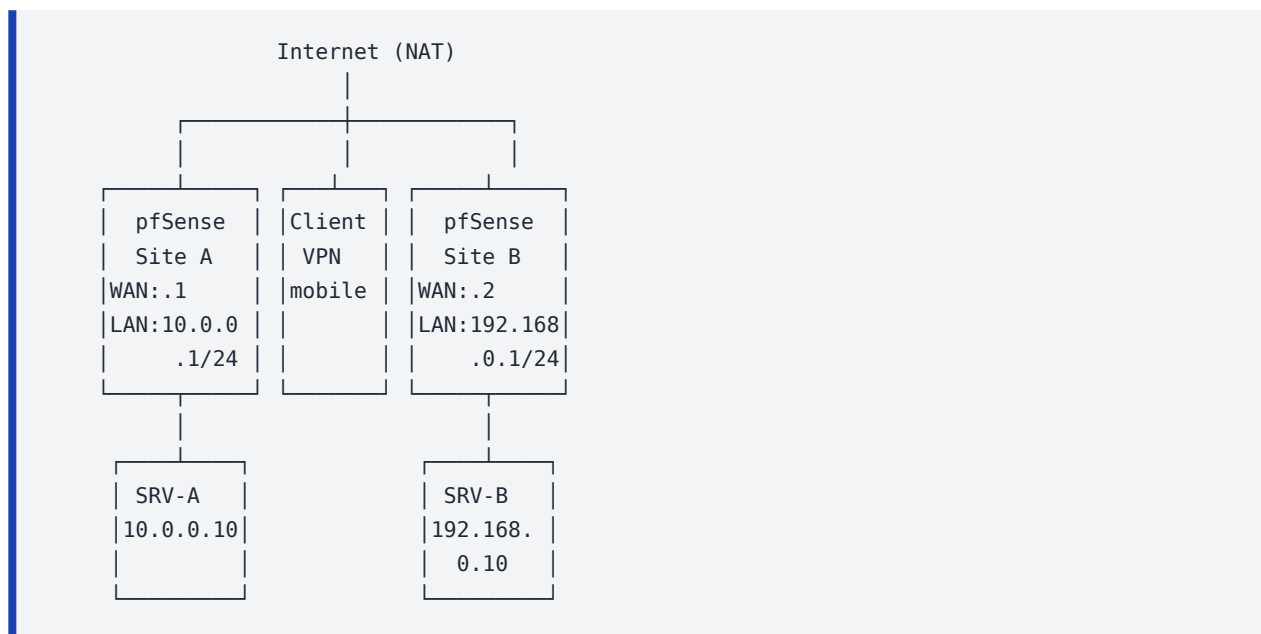 Internet (NAT)
pfSense Client pfSense
Site A VPN Site B
WAN:.1 mobile WAN:.2
LAN:10.0.0 LAN:192.168
.1/24 .0.1/24
SRV-A SRV-B
10.0.0.10 192.168.
0.10